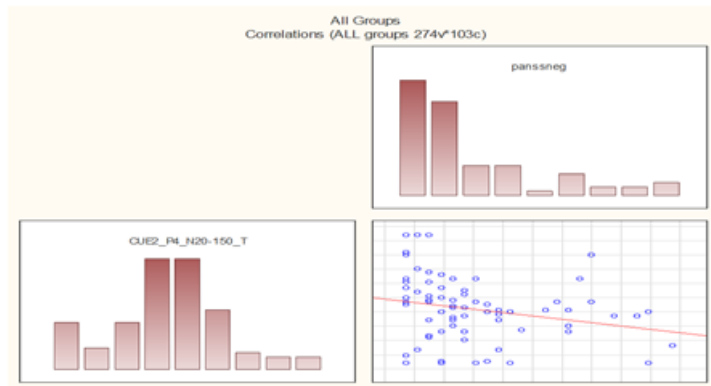 All Groups
Correlations (ALL groups 274v*103c)
panssneg
CUE2_P4_N20-150_T